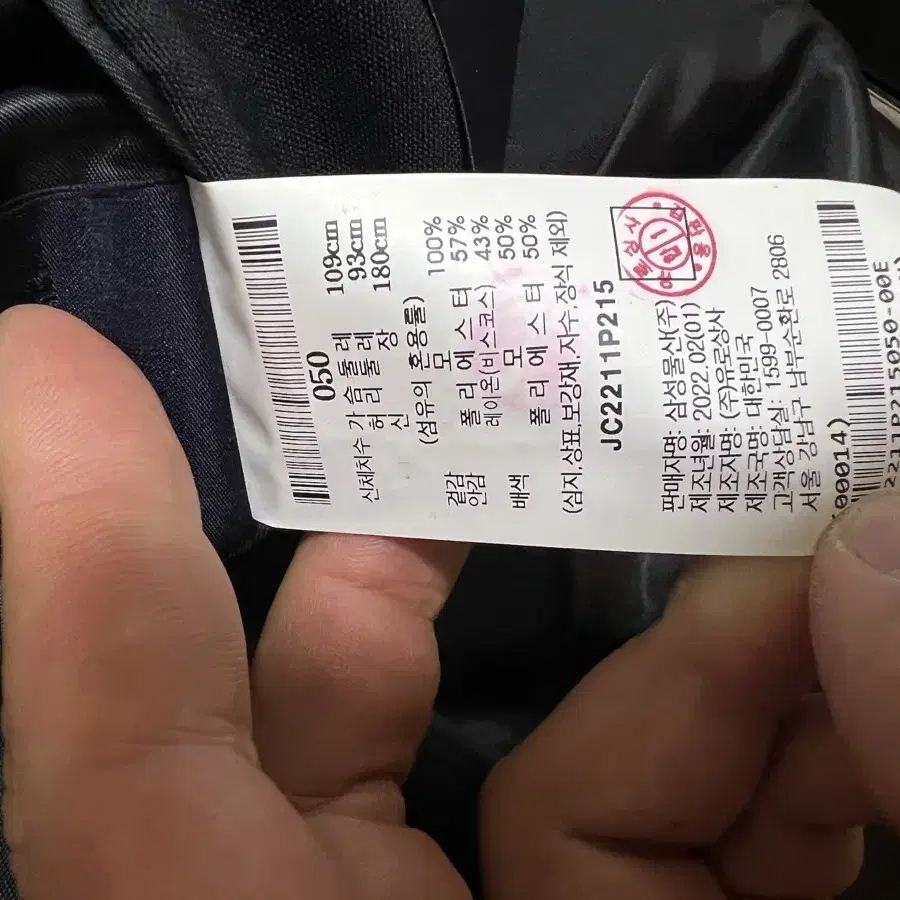 050
신체치수 가슴둘레 109cm
허리둘레 93cm
신장 180cm
(섬유의 혼용률)
겉감 모 100%
안감 폴리에스터 57%
레이온(비스코스) 43%
배색 모 50%
폴리에스터 50%
(심지,상표,보강재,자수,장식 제외)
JC2211P215
판매자명: 삼성물산(주)
제조년월: 2022.02(01)
제조자명: (주)유로상사
제조국명: 대한민국
고객상담실: 1599-0007
서울 강남구 남부순환로 2806
00014)
2211P215050-00E